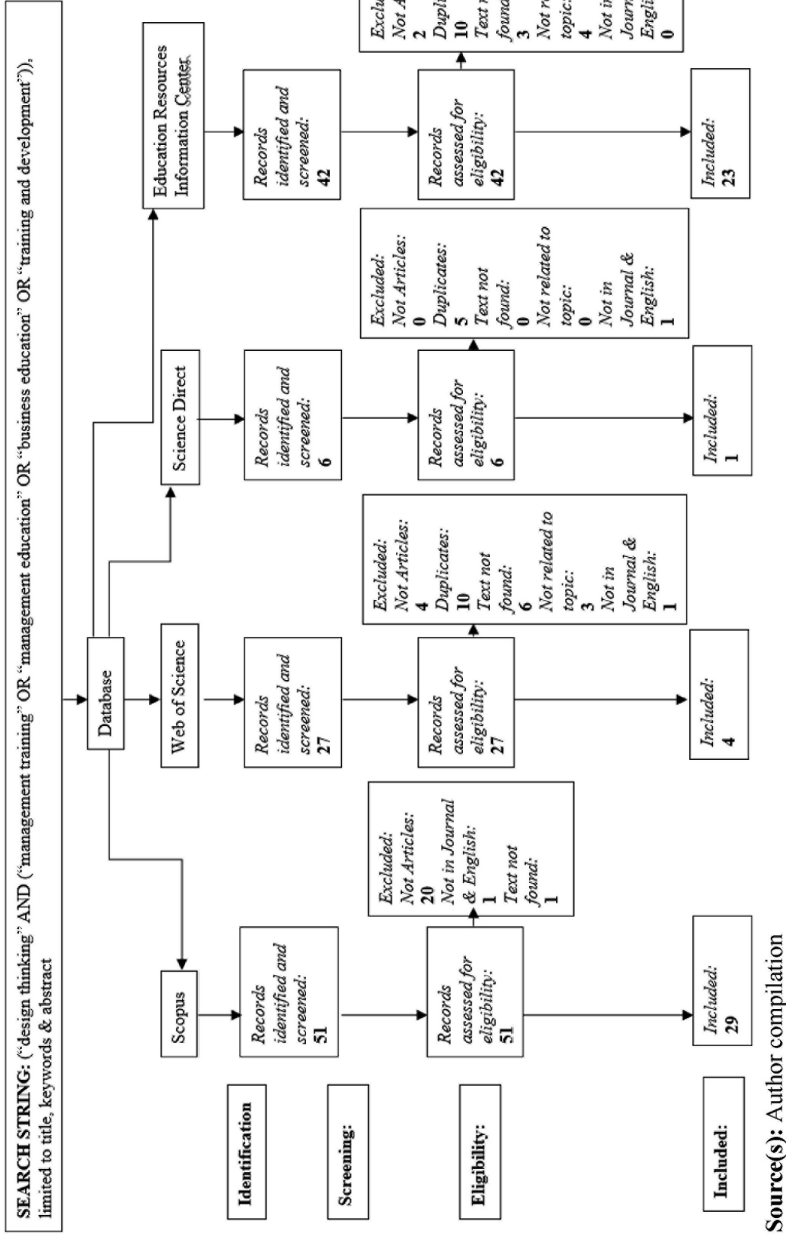 SEARCH STRING: (“design thinking” AND (“management training” OR “management education” OR “business education” OR “training and development”)),
limited to title, keywords & abstract
Database
Scopus
Web of Science
Science Direct
Education Resources
Information Center
Identification
Records
identified and
screened:
51
Records
identified and
screened:
27
Records
identified and
screened:
6
Records
identified and
screened:
42
Screening:
Eligibility:
Records
assessed for
eligibility:
51
Excluded:
Not Articles:
20
Not in Journal
& English:
1
Text not
found:
1
Records
assessed for
eligibility:
27
Excluded:
Not Articles:
4
Duplicates:
10
Text not
found:
6
Not related to
topic:
3
Not in
Journal &
English:
1
Records
assessed for
eligibility:
6
Excluded:
Not Articles:
0
Duplicates:
5
Text not
found:
0
Not related to
topic:
0
Not in
Journal &
English:
1
Records
assessed for
eligibility:
42
Not
2
10
Text
found
3
Not
topic:
4
Not in
0
Included:
Included:
29
Included:
4
Included:
1
Included:
23
Source(s): Author compilation